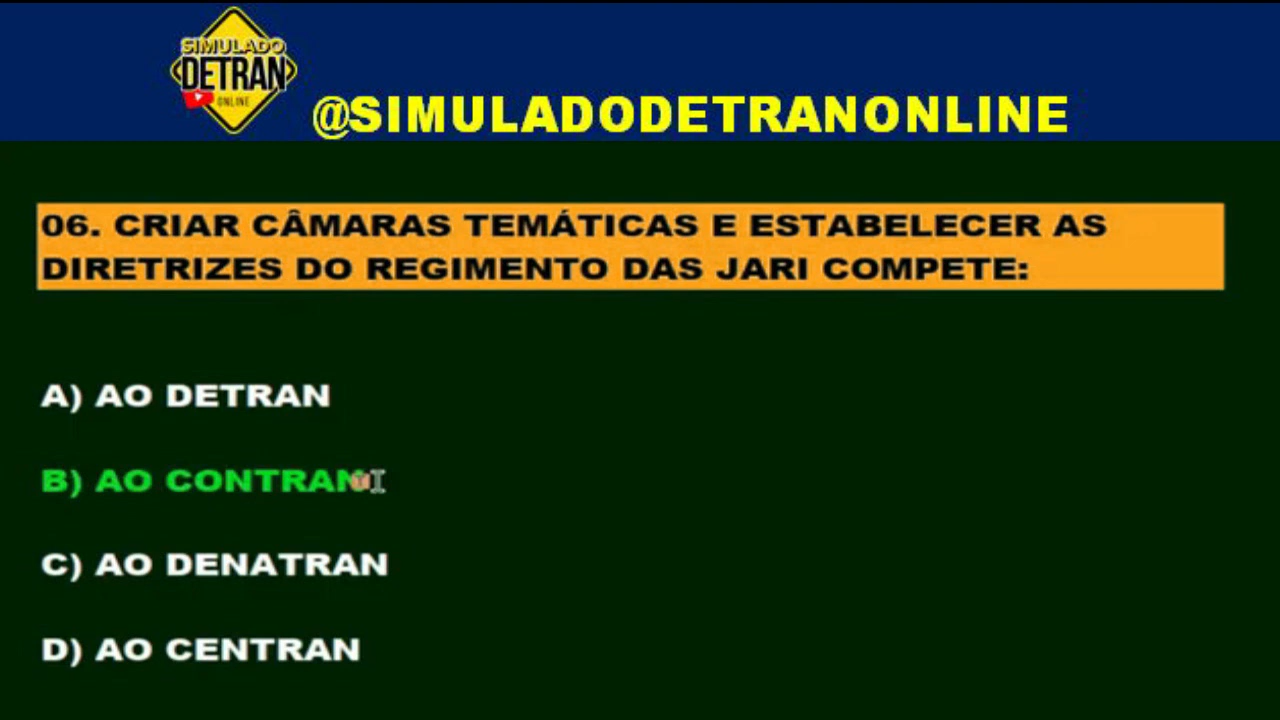 SIMULADO
DETRAN
ONLINE
@SIMULADODETRANONLINE
06. CRIAR CÂMARAS TEMÁTICAS E ESTABELECER AS
DIRETRIZES DO REGIMENTO DAS JARI COMPETE:
A) AO DETRAN
B) AO CONTRAN
C) AO DENATRAN
D) AO CENTRAN